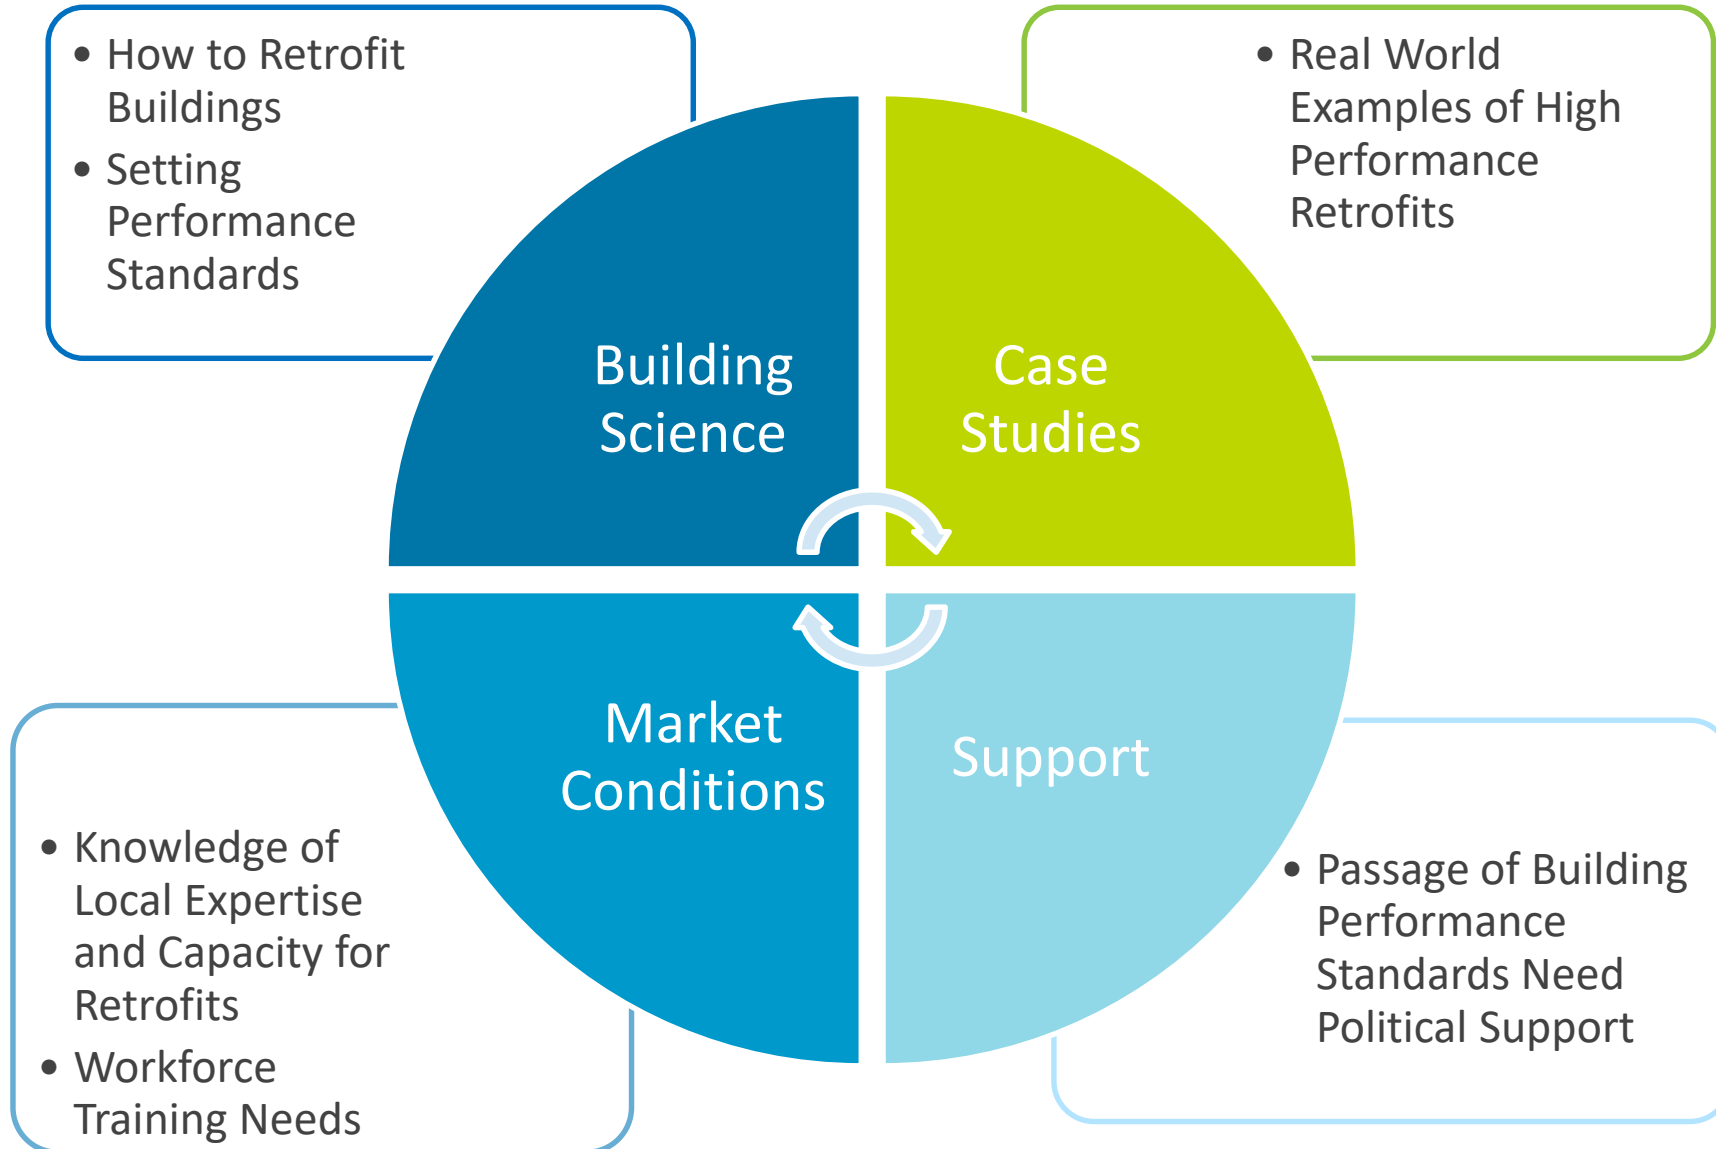 • How to Retrofit
Buildings
• Setting
Performance
Standards
• Real World
Examples of High
Performance
Retrofits
Building
Science
Case
Studies
Market
Conditions
Support
• Knowledge of
Local Expertise
and Capacity for
Retrofits
• Workforce
Training Needs
• Passage of Building
Performance
Standards Need
Political Support